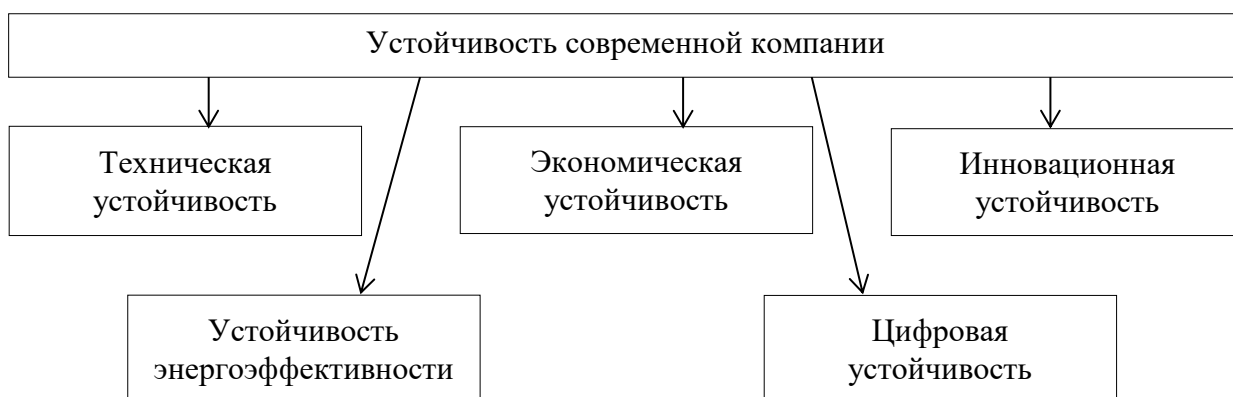 Устойчивость современной компании
Техническая
устойчивость
Экономическая
устойчивость
Инновационная
устойчивость
Устойчивость
энергоэффективности
Цифровая
устойчивость